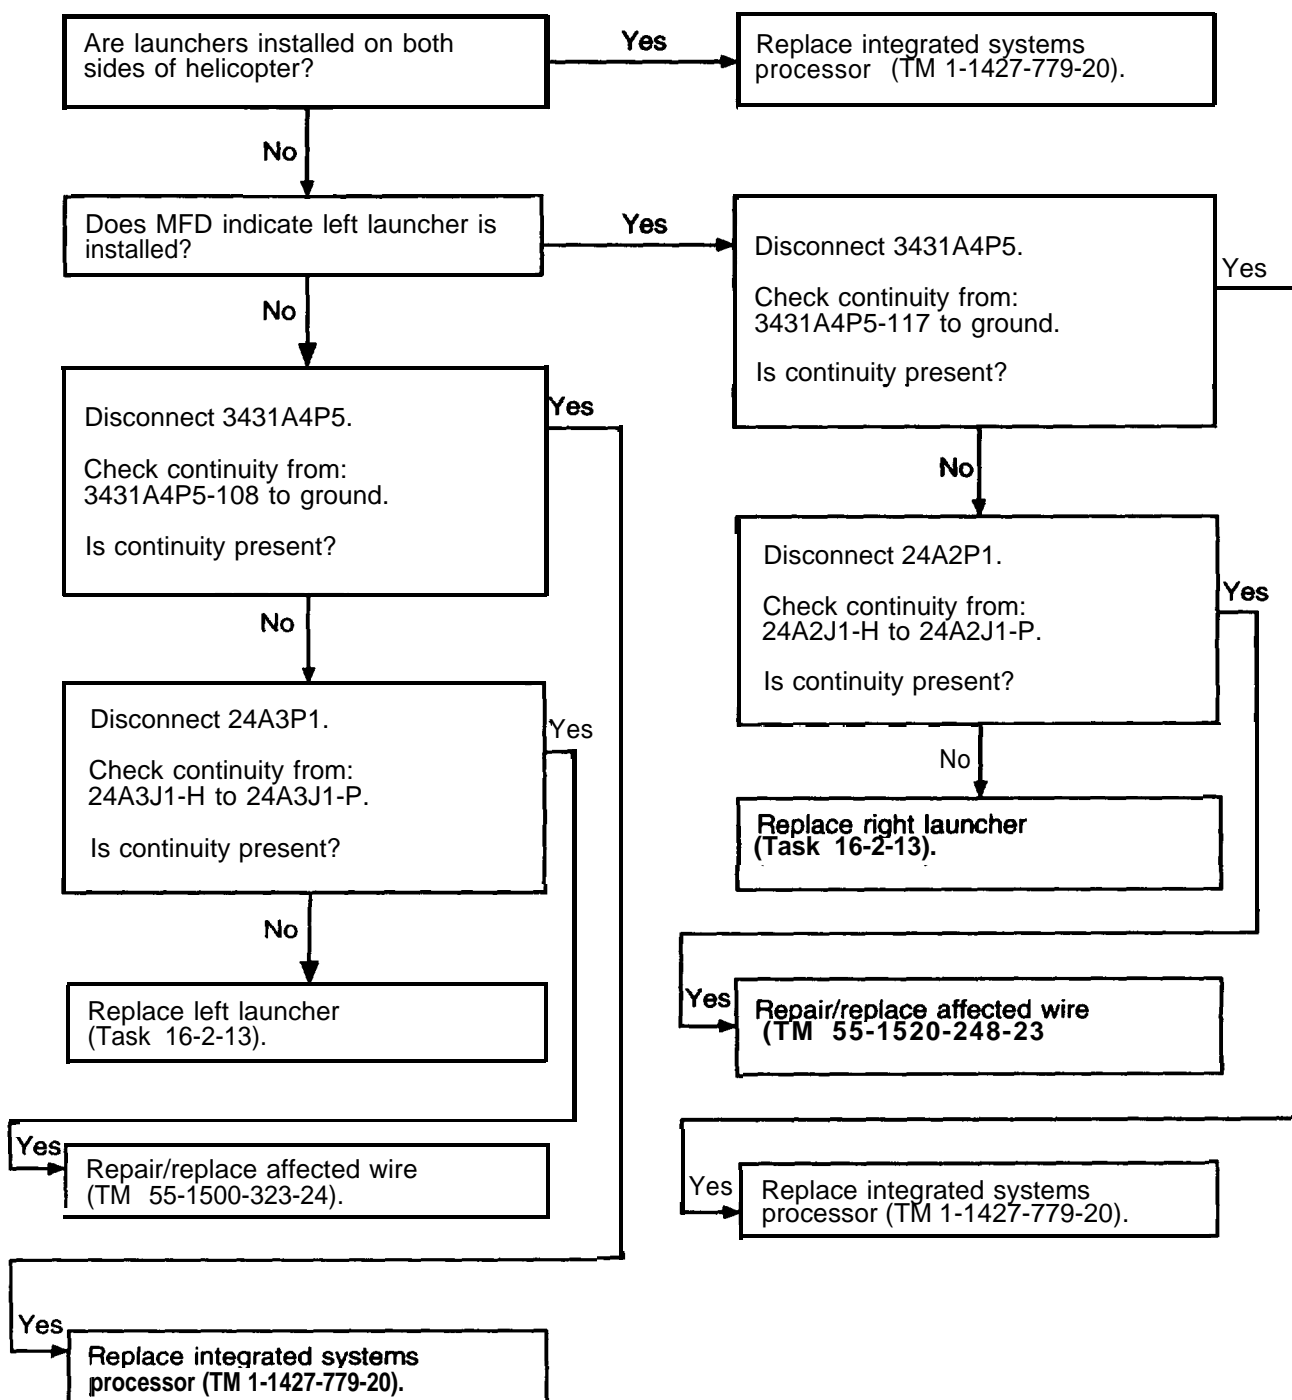 Are launchers installed on both
sides of helicopter?
Yes
Replace integrated systems
processor (TM 1-1427-779-20).
No
Does MFD indicate left launcher is
installed?
Yes
Disconnect 3431A4P5.
Check continuity from:
3431A4P5-117 to ground.
Is continuity present?
Yes
No
Disconnect 3431A4P5.
Check continuity from:
3431A4P5-108 to ground.
Is continuity present?
Yes
No
Disconnect 24A2P1.
Check continuity from:
24A2J1-H to 24A2J1-P.
Is continuity present?
Yes
No
Disconnect 24A3P1.
Check continuity from:
24A3J1-H to 24A3J1-P.
Is continuity present?
Yes
No
Replace right launcher
(Task 16-2-13).
No
Replace left launcher
(Task 16-2-13).
Yes
Repair/replace affected wire
(TM 55-1520-248-23
Yes
Repair/replace affected wire
(TM 55-1500-323-24).
Yes
Replace integrated systems
processor (TM 1-1427-779-20).
Yes
Replace integrated systems
processor (TM 1-1427-779-20).